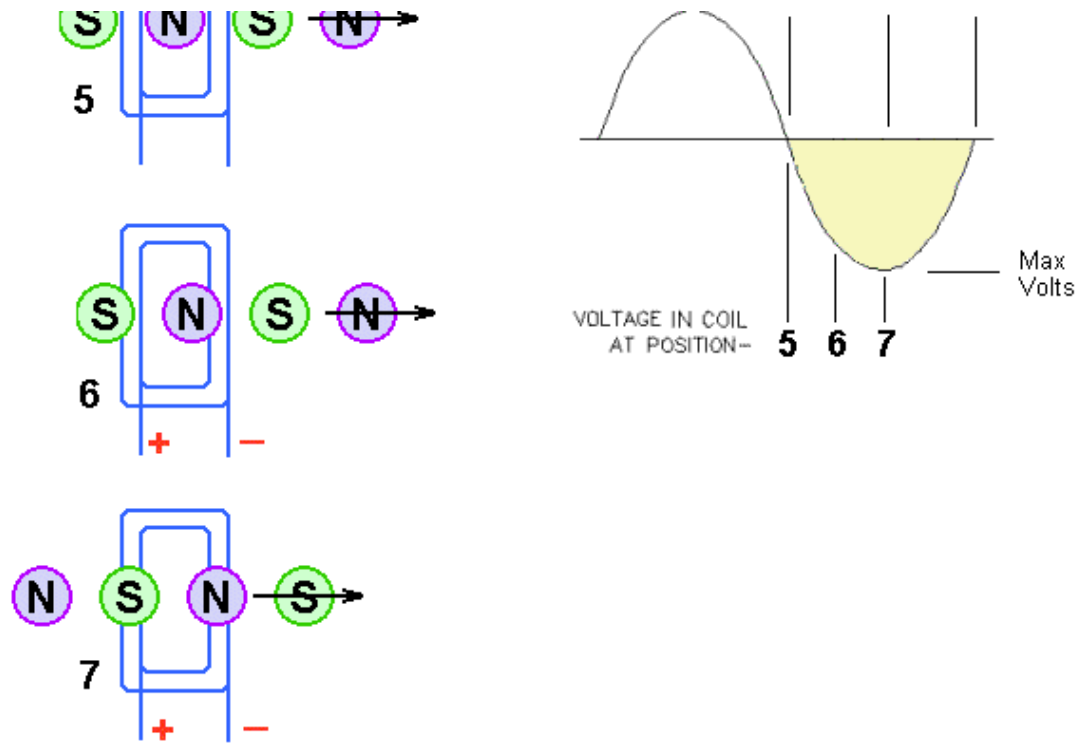 S N S N
5
S N S N
6
+ −
N S N S
7
+ −
Max
Volts
VOLTAGE IN COIL
AT POSITION− 5 6 7